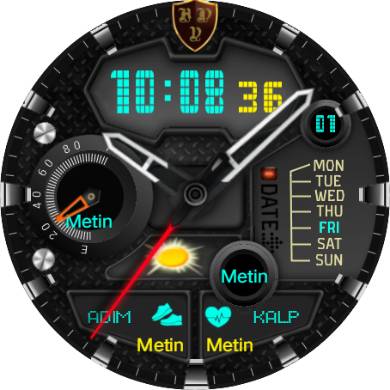 BDY
10:08 36
01
MON
TUE
WED
THU
FRI
SAT
SUN
DATE
80
60
40
20
E
Metin
Metin
ADIM
KALP
Metin
Metin